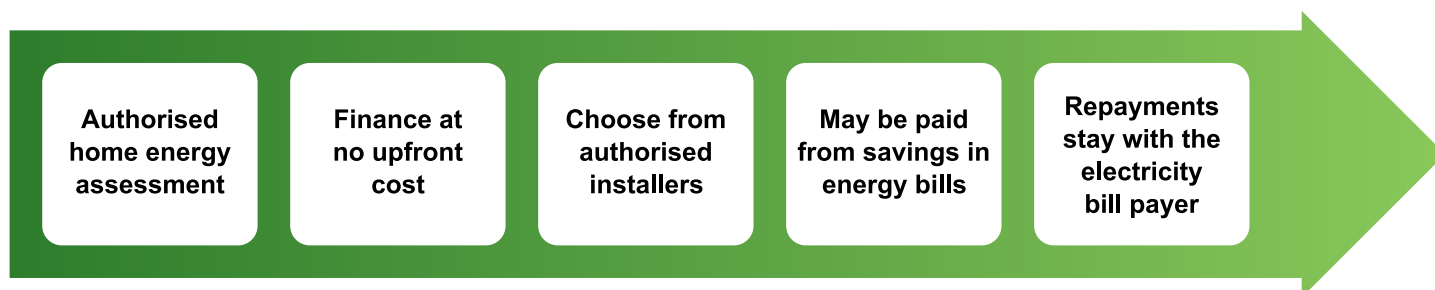 Authorised
home energy
assessment
Finance at
no upfront
cost
Choose from
authorised
installers
May be paid
from savings in
energy bills
Repayments
stay with the
electricity
bill payer